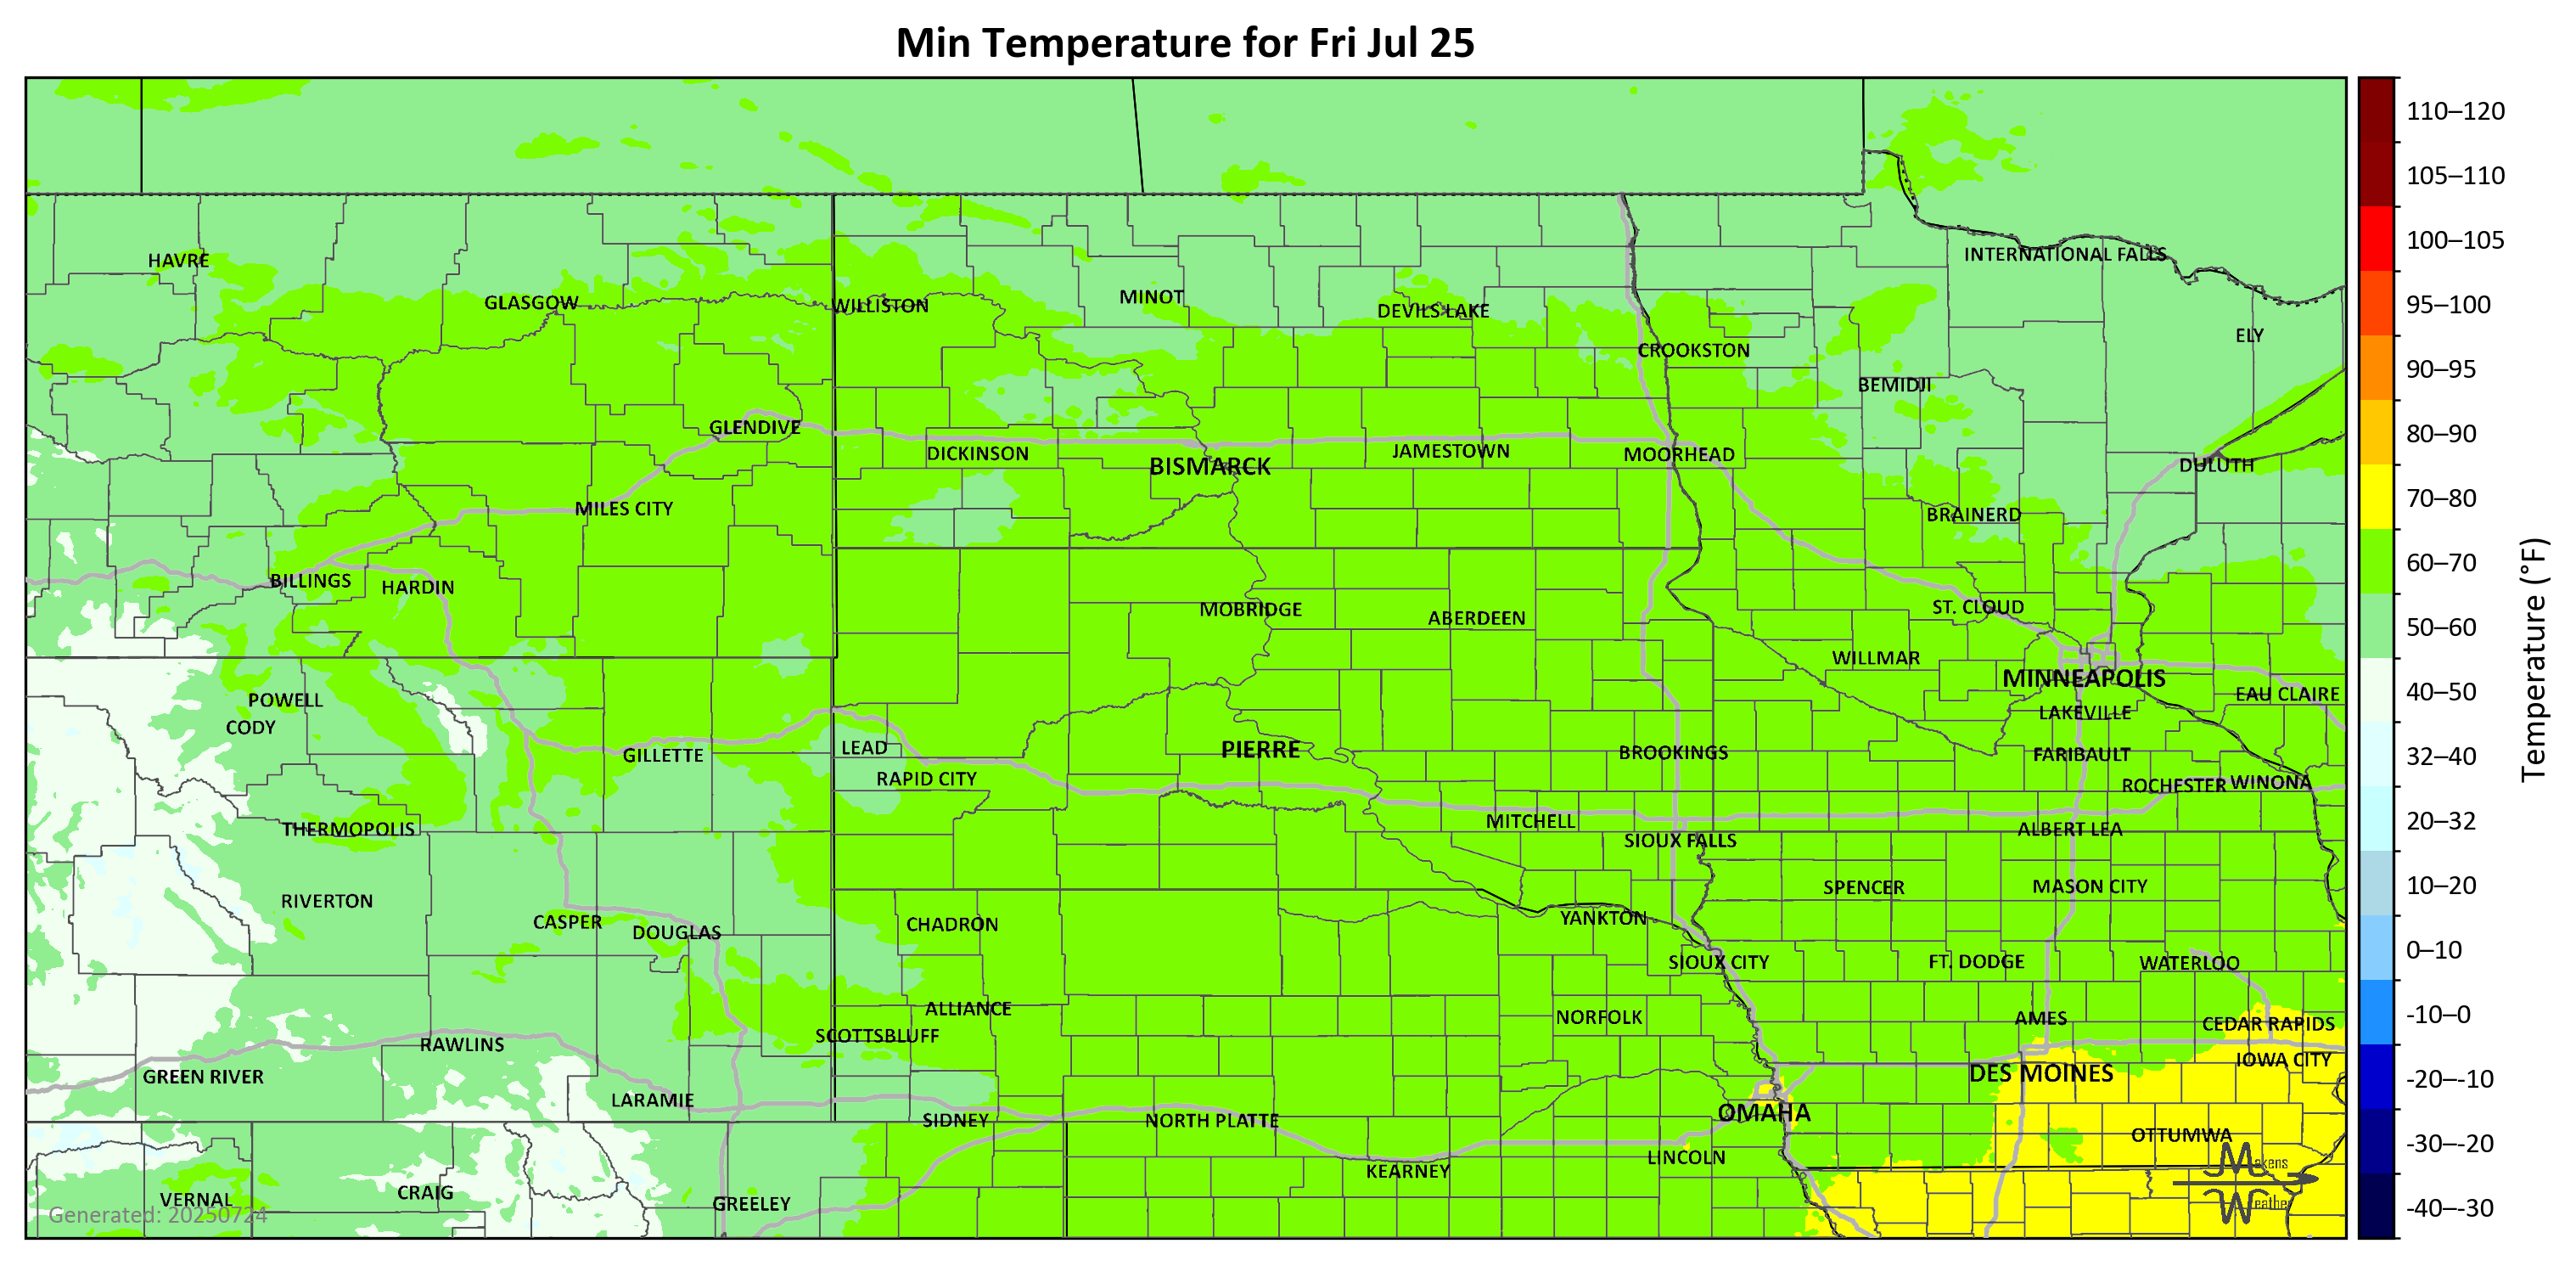 Min Temperature for Fri Jul 25
HAVRE
GLASGOW
WILLISTON
MINOT
DEVILS LAKE
INTERNATIONAL FALLS
CROOKSTON
ELY
BEMIDJI
GLENDIVE
DICKINSON
BISMARCK
JAMESTOWN
MOORHEAD
DULUTH
MILES CITY
BRAINERD
BILLINGS
HARDIN
MOBRIDGE
ABERDEEN
ST. CLOUD
WILLMAR
MINNEAPOLIS
POWELL
EAU CLAIRE
CODY
LAKEVILLE
GILLETTE
LEAD
PIERRE
BROOKINGS
FARIBAULT
RAPID CITY
ROCHESTER
WINONA
THERMOPOLIS
MITCHELL
ALBERT LEA
SIOUX FALLS
RIVERTON
SPENCER
MASON CITY
CASPER
DOUGLAS
CHADRON
YANKTON
SIOUX CITY
FT. DODGE
WATERLOO
ALLIANCE
NORFOLK
AMES
CEDAR RAPIDS
SCOTTSBLUFF
RAWLINS
IOWA CITY
GREEN RIVER
DES MOINES
LARAMIE
SIDNEY
NORTH PLATTE
OMAHA
OTTUMWA
LINCOLN
KEARNEY
VERNAL
CRAIG
GREELEY
Makens
Weather
Generated: 20250724
110–120
105–110
100–105
95–100
90–95
80–90
70–80
60–70
50–60
40–50
32–40
20–32
10–20
0–10
-10–0
-20–-10
-30–-20
-40–-30
Temperature (°F)